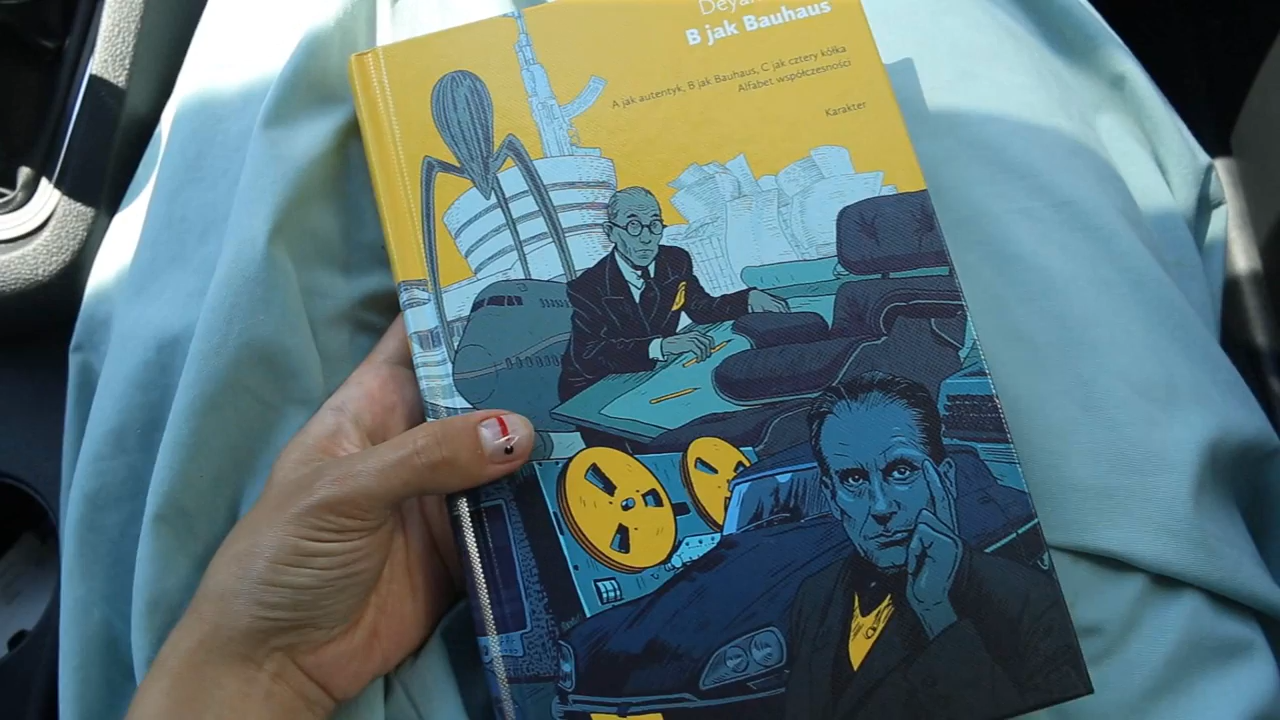 B jak Bauhaus
A jak autentyk, B jak Bauhaus, C jak cztery kółka
Alfabet współczesności
Karakter